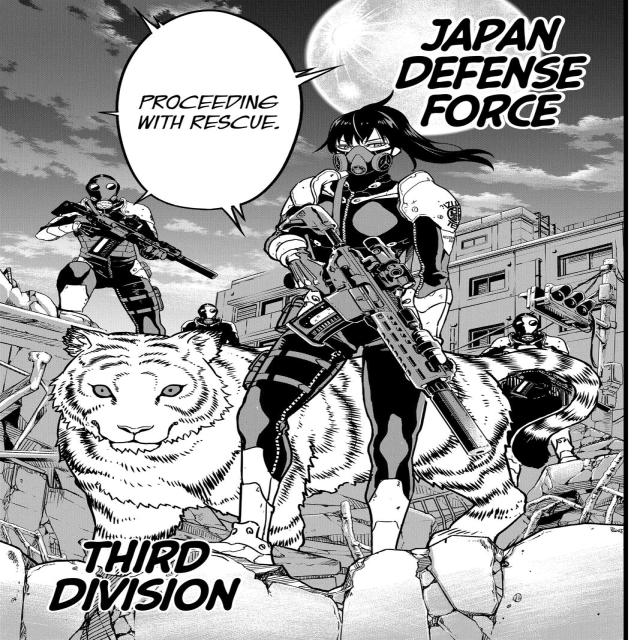 JAPAN
DEFENSE
FORCE
PROCEEDING
WITH RESCUE.
THIRD
DIVISION